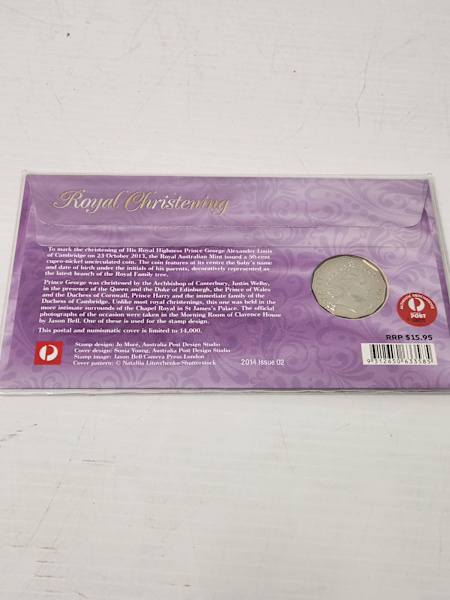 Royal Christening
To mark the christening of His Royal Highness Prince George Alexander Louis
of Cambridge on 23 October 2013, the Royal Australian Mint issued a 50-cent
cupro-nickel uncirculated coin. The coin features at its centre the baby's name
and date of birth under the initials of his parents, decoratively represented as
the latest branch of the Royal Family tree.
Prince George was christened by the Archbishop of Canterbury, Justin Welby,
in the presence of the Queen and the Duke of Edinburgh, the Prince of Wales
and the Duchess of Cornwall, Prince Harry and the immediate family of the
Duchess of Cambridge. Unlike most royal christenings, this one was held in the
more intimate surrounds of the Chapel Royal in St James's Palace. The official
photographs of the occasion were taken in the Morning Room of Clarence House
by Jason Bell. One of these is used for the stamp design.
This postal and numismatic cover is limited to 14,000.
Stamp design: Jo Muré, Australia Post Design Studio
Cover design: Sonia Young, Australia Post Design Studio
Stamp image: Jason Bell/Camera Press London
Cover pattern: © Nataliia Litovchenko/Shutterstock
2014 Issue 02
POST
RRP $15.95
9 312650 633585